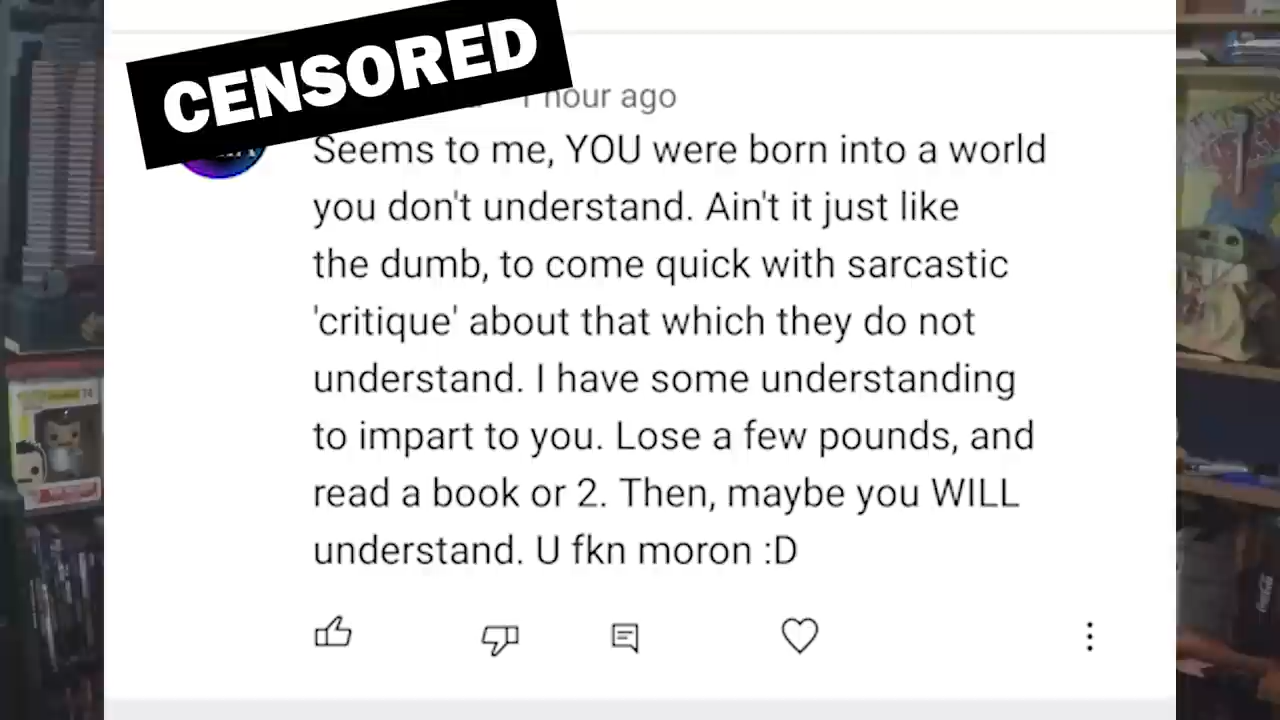 CENSORED
1 hour ago
Seems to me, YOU were born into a world
you don't understand. Ain't it just like
the dumb, to come quick with sarcastic
'critique' about that which they do not
understand. I have some understanding
to impart to you. Lose a few pounds, and
read a book or 2. Then, maybe you WILL
understand. U fkn moron :D